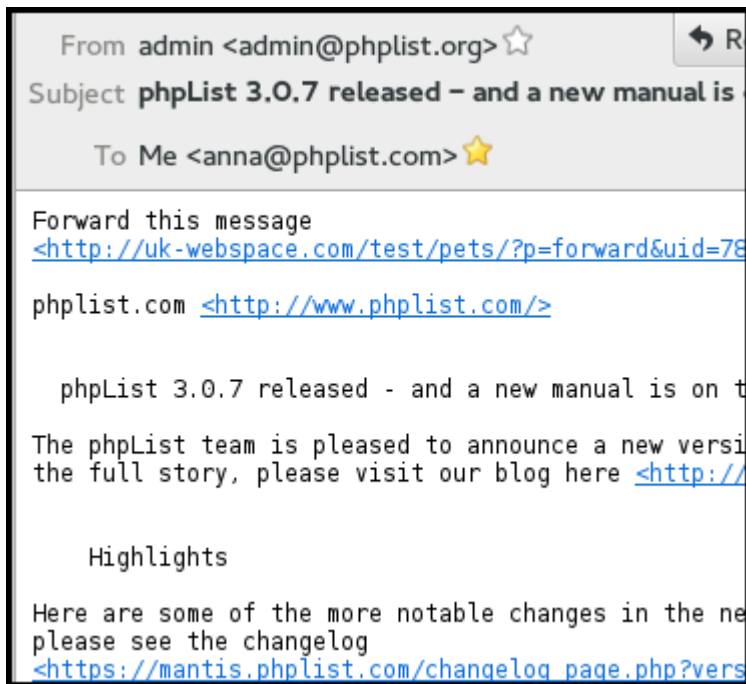 From admin <admin@phplist.org>
Subject phpList 3.0.7 released – and a new manual is
To Me <anna@phplist.com>
Forward this message
<http://uk-webspace.com/test/pets/?p=forward&uid=78
phplist.com <http://www.phplist.com/>
phpList 3.0.7 released - and a new manual is on t
The phpList team is pleased to announce a new versi
the full story, please visit our blog here <http://
Highlights
Here are some of the more notable changes in the ne
please see the changelog
<https://mantis.phplist.com/changelog_page.php?vers